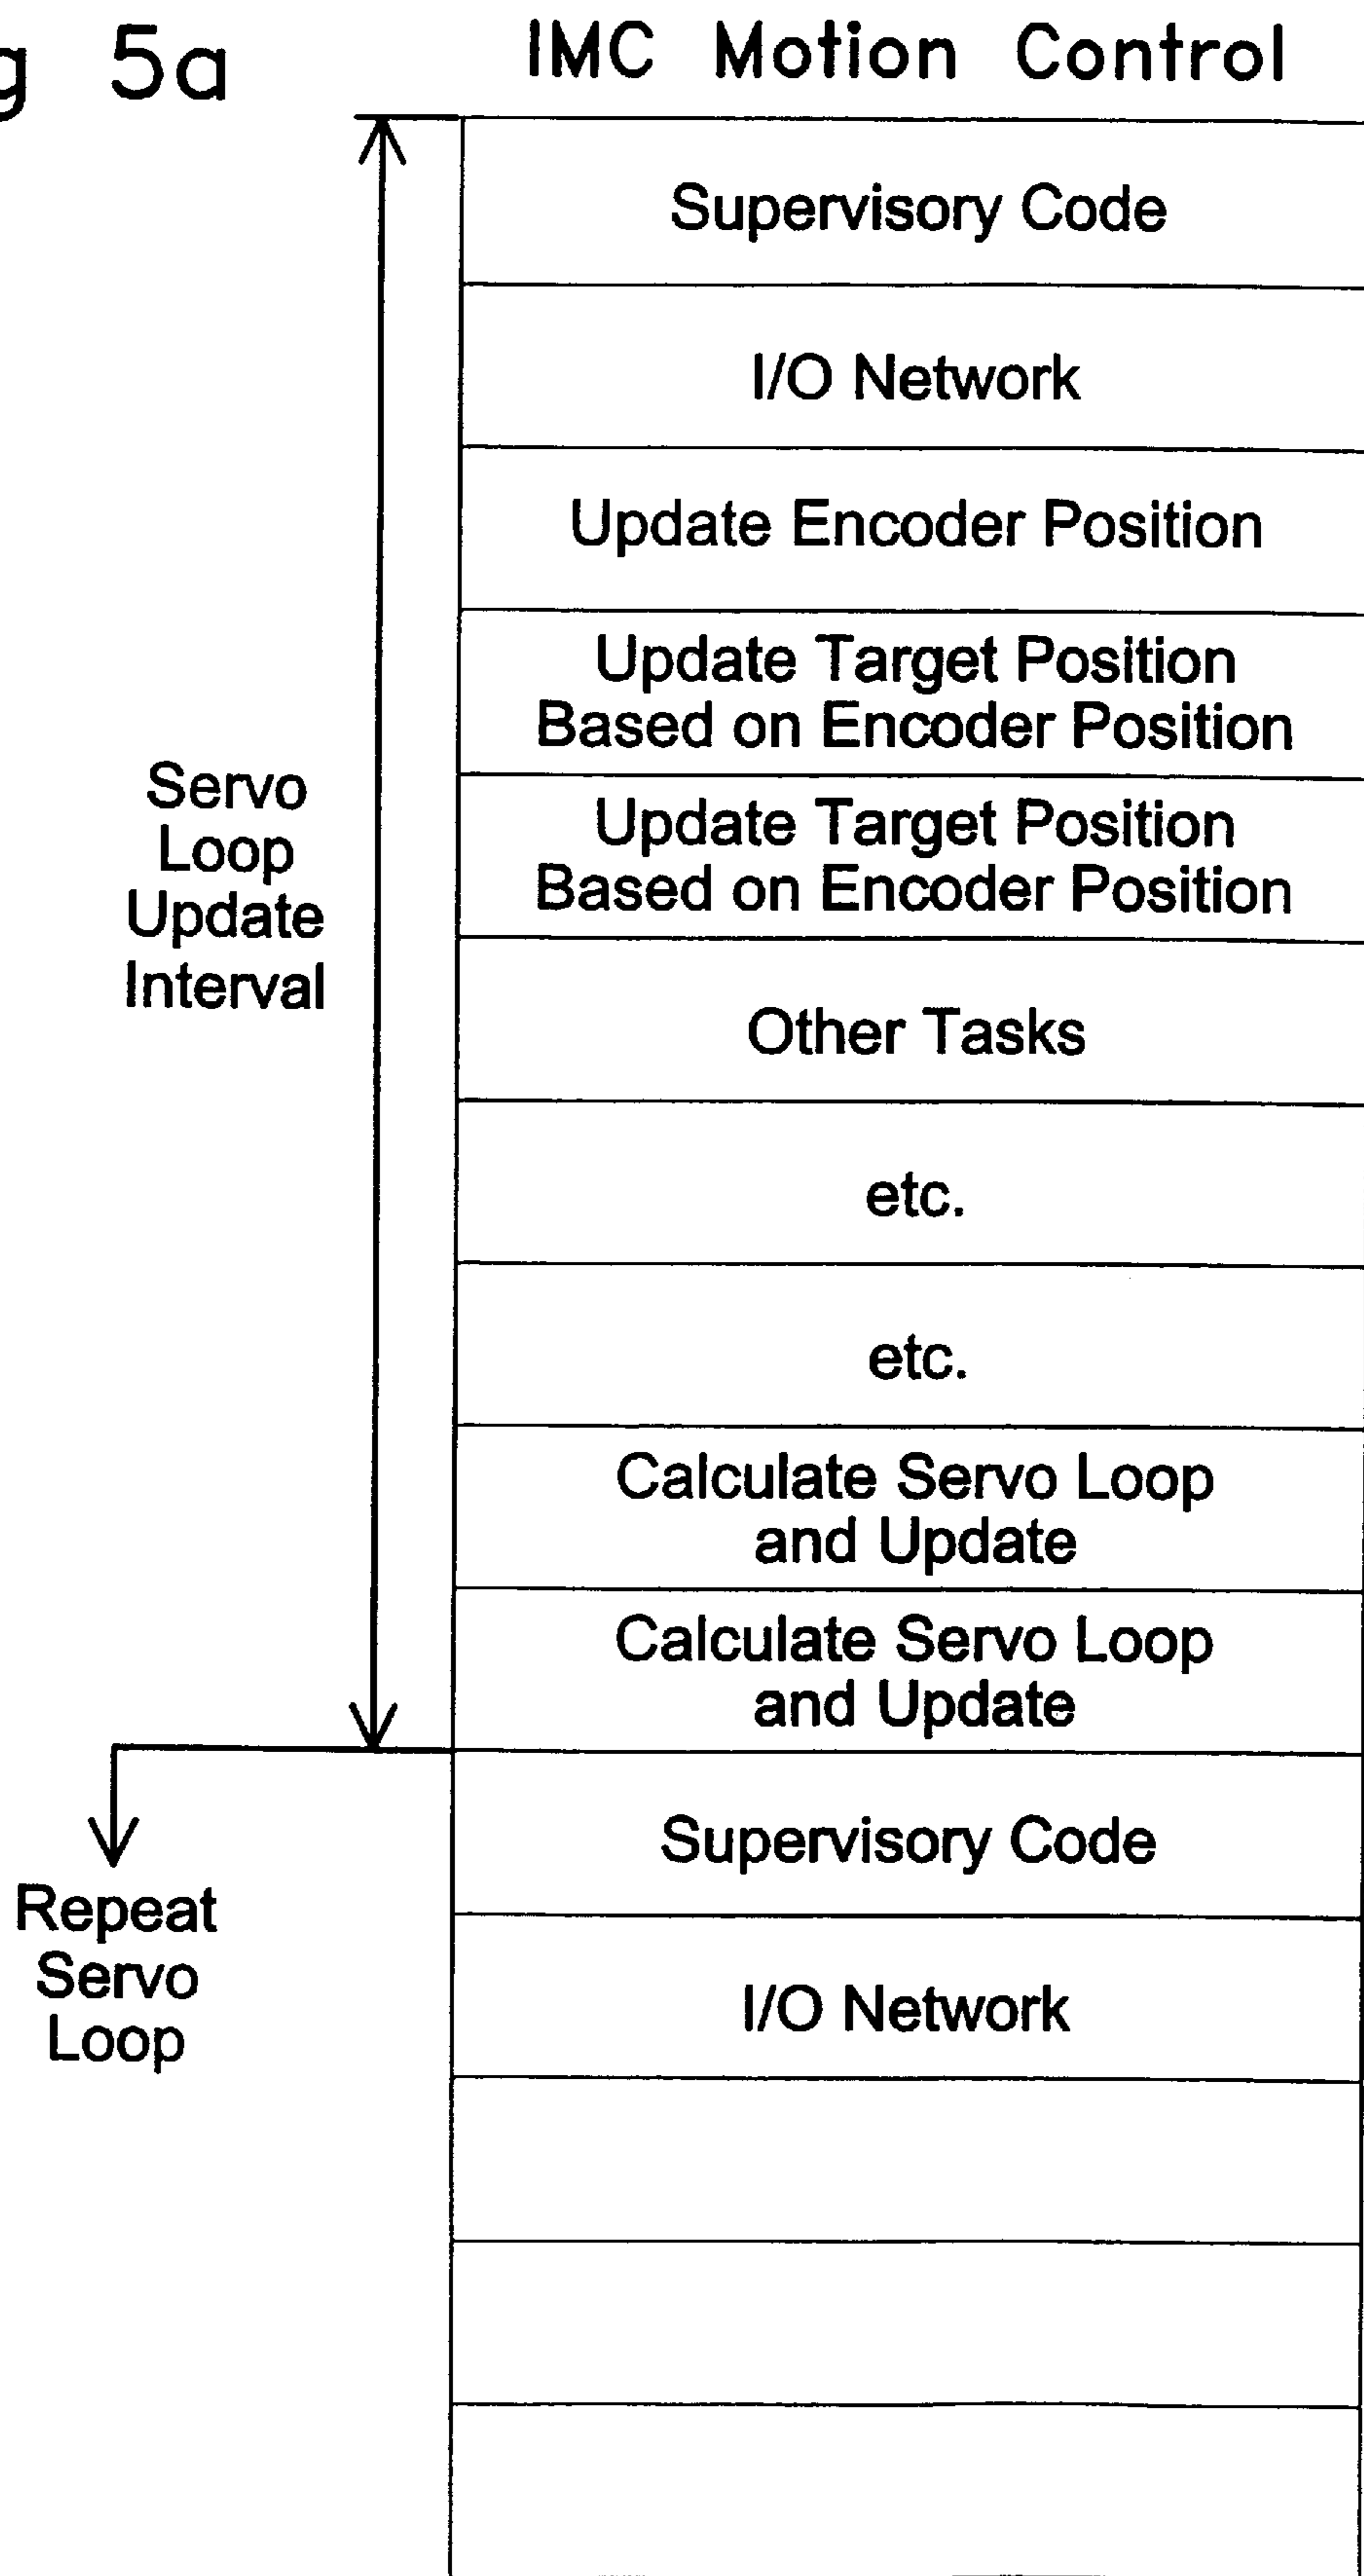 g 5a
IMC Motion Control
Supervisory Code
I/O Network
Update Encoder Position
Update Target Position
Based on Encoder Position
Update Target Position
Based on Encoder Position
Other Tasks
etc.
etc.
Calculate Servo Loop
and Update
Calculate Servo Loop
and Update
Supervisory Code
I/O Network
Servo
Loop
Update
Interval
Repeat
Servo
Loop